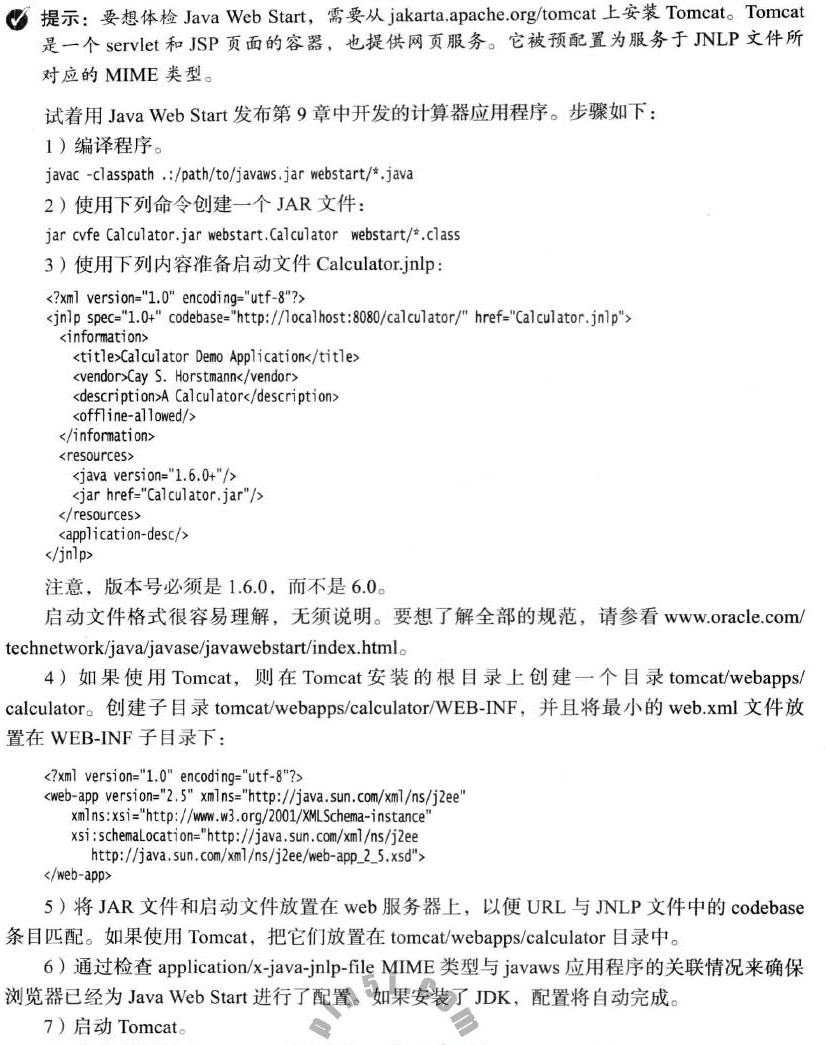 提示：要想体检 Java Web Start，需要从 jakarta.apache.org/tomcat 上安装 Tomcat。Tomcat
是一个 servlet 和 JSP 页面的容器，也提供网页服务。它被预配置为服务于 JNLP 文件所
对应的 MIME 类型。
试着用 Java Web Start 发布第 9 章中开发的计算器应用程序。步骤如下：
1）编译程序。
javac -classpath .:/path/to/javaws.jar webstart/*.java
2）使用下列命令创建一个 JAR 文件：
jar cvfe Calculator.jar webstart.Calculator webstart/*.class
3）使用下列内容准备启动文件 Calculator.jnlp：
<?xml version="1.0" encoding="utf-8"?>
<jnlp spec="1.0+" codebase="http://localhost:8080/calculator/" href="Calculator.jnlp">
<information>
<title>Calculator Demo Application</title>
<vendor>Cay S. Horstmann</vendor>
<description>A Calculator</description>
<offline-allowed/>
</information>
<resources>
<java version="1.6.0+"/>
<jar href="Calculator.jar"/>
</resources>
<application-desc/>
</jnlp>
注意，版本号必须是 1.6.0，而不是 6.0。
启动文件格式很容易理解，无须说明。要想了解全部的规范，请参看 www.oracle.com/
technetwork/java/javase/javawebstart/index.html。
4）如果使用 Tomcat，则在 Tomcat 安装的根目录上创建一个目录 tomcat/webapps/
calculator。创建子目录 tomcat/webapps/calculator/WEB-INF，并且将最小的 web.xml 文件放
置在 WEB-INF 子目录下：
<?xml version="1.0" encoding="utf-8"?>
<web-app version="2.5" xmlns="http://java.sun.com/xml/ns/j2ee"
xmlns:xsi="http://www.w3.org/2001/XMLSchema-instance"
xsi:schemaLocation="http://java.sun.com/xml/ns/j2ee
http://java.sun.com/xml/ns/j2ee/web-app_2_5.xsd">
</web-app>
5）将 JAR 文件和启动文件放置在 web 服务器上，以便 URL 与 JNLP 文件中的 codebase
条目匹配。如果使用 Tomcat，把它们放置在 tomcat/webapps/calculator 目录中。
6）通过检查 application/x-java-jnlp-file MIME 类型与 javaws 应用程序的关联情况来确保
浏览器已经为 Java Web Start 进行了配置。如果安装了 JDK，配置将自动完成。
7）启动 Tomcat。